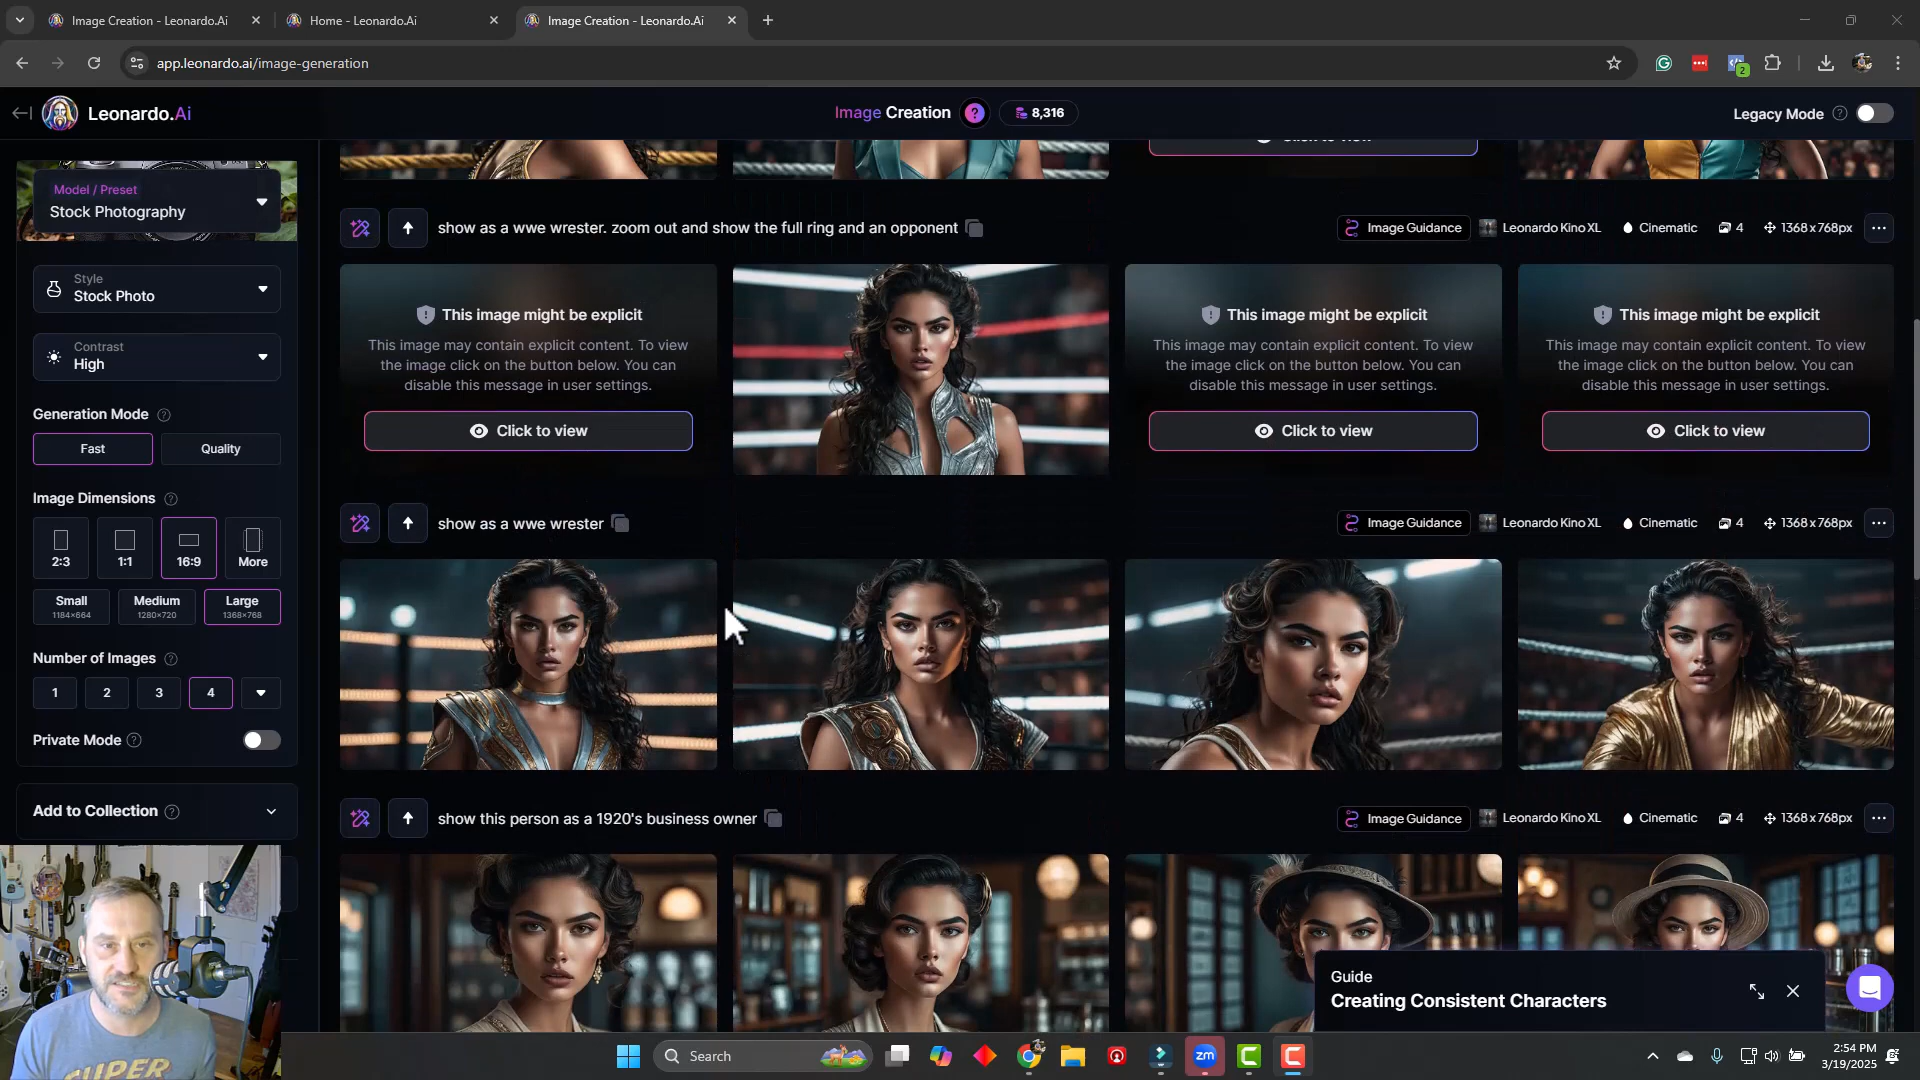 Image Creation - Leonardo.Ai
Home - Leonardo.Ai
Image Creation - Leonardo.Ai
app.leonardo.ai/image-generation
2
Leonardo.Ai
Image Creation
?
8,316
Legacy Mode
Model / Preset
Stock Photography
Style
Stock Photo
Contrast
High
Generation Mode
Fast
Quality
Image Dimensions
2:3
1:1
16:9
More
Small
1184×664
Medium
1280×720
Large
1368×768
Number of Images
1
2
3
4
Private Mode
Add to Collection
show as a wwe wrester. zoom out and show the full ring and an opponent
Image Guidance
Leonardo Kino XL
Cinematic
4
1368 x 768px
This image might be explicit
This image may contain explicit content. To view
the image click on the button below. You can
disable this message in user settings.
Click to view
This image might be explicit
This image may contain explicit content. To view
the image click on the button below. You can
disable this message in user settings.
Click to view
This image might be explicit
This image may contain explicit content. To view
the image click on the button below. You can
disable this message in user settings.
Click to view
show as a wwe wrester
Image Guidance
Leonardo Kino XL
Cinematic
4
1368 x 768px
show this person as a 1920's business owner
Image Guidance
Leonardo Kino XL
Cinematic
4
1368 x 768px
Guide
Creating Consistent Characters
SUPER
Search
zm
2:54 PM
3/19/2025